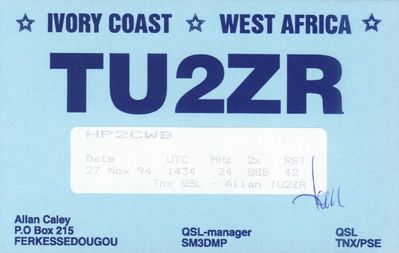 ☆ IVORY COAST ☆ WEST AFRICA ☆
TU2ZR
HP2CWB
Date UTC MHz 2x RST
27 Nov 94 1434 24 SSB 42
Tnx QSL - Allan TU2ZR
Allan Caley
P.O Box 215
FERKESSEDOUGOU
QSL-manager
SM3DMP
QSL
TNX/PSE